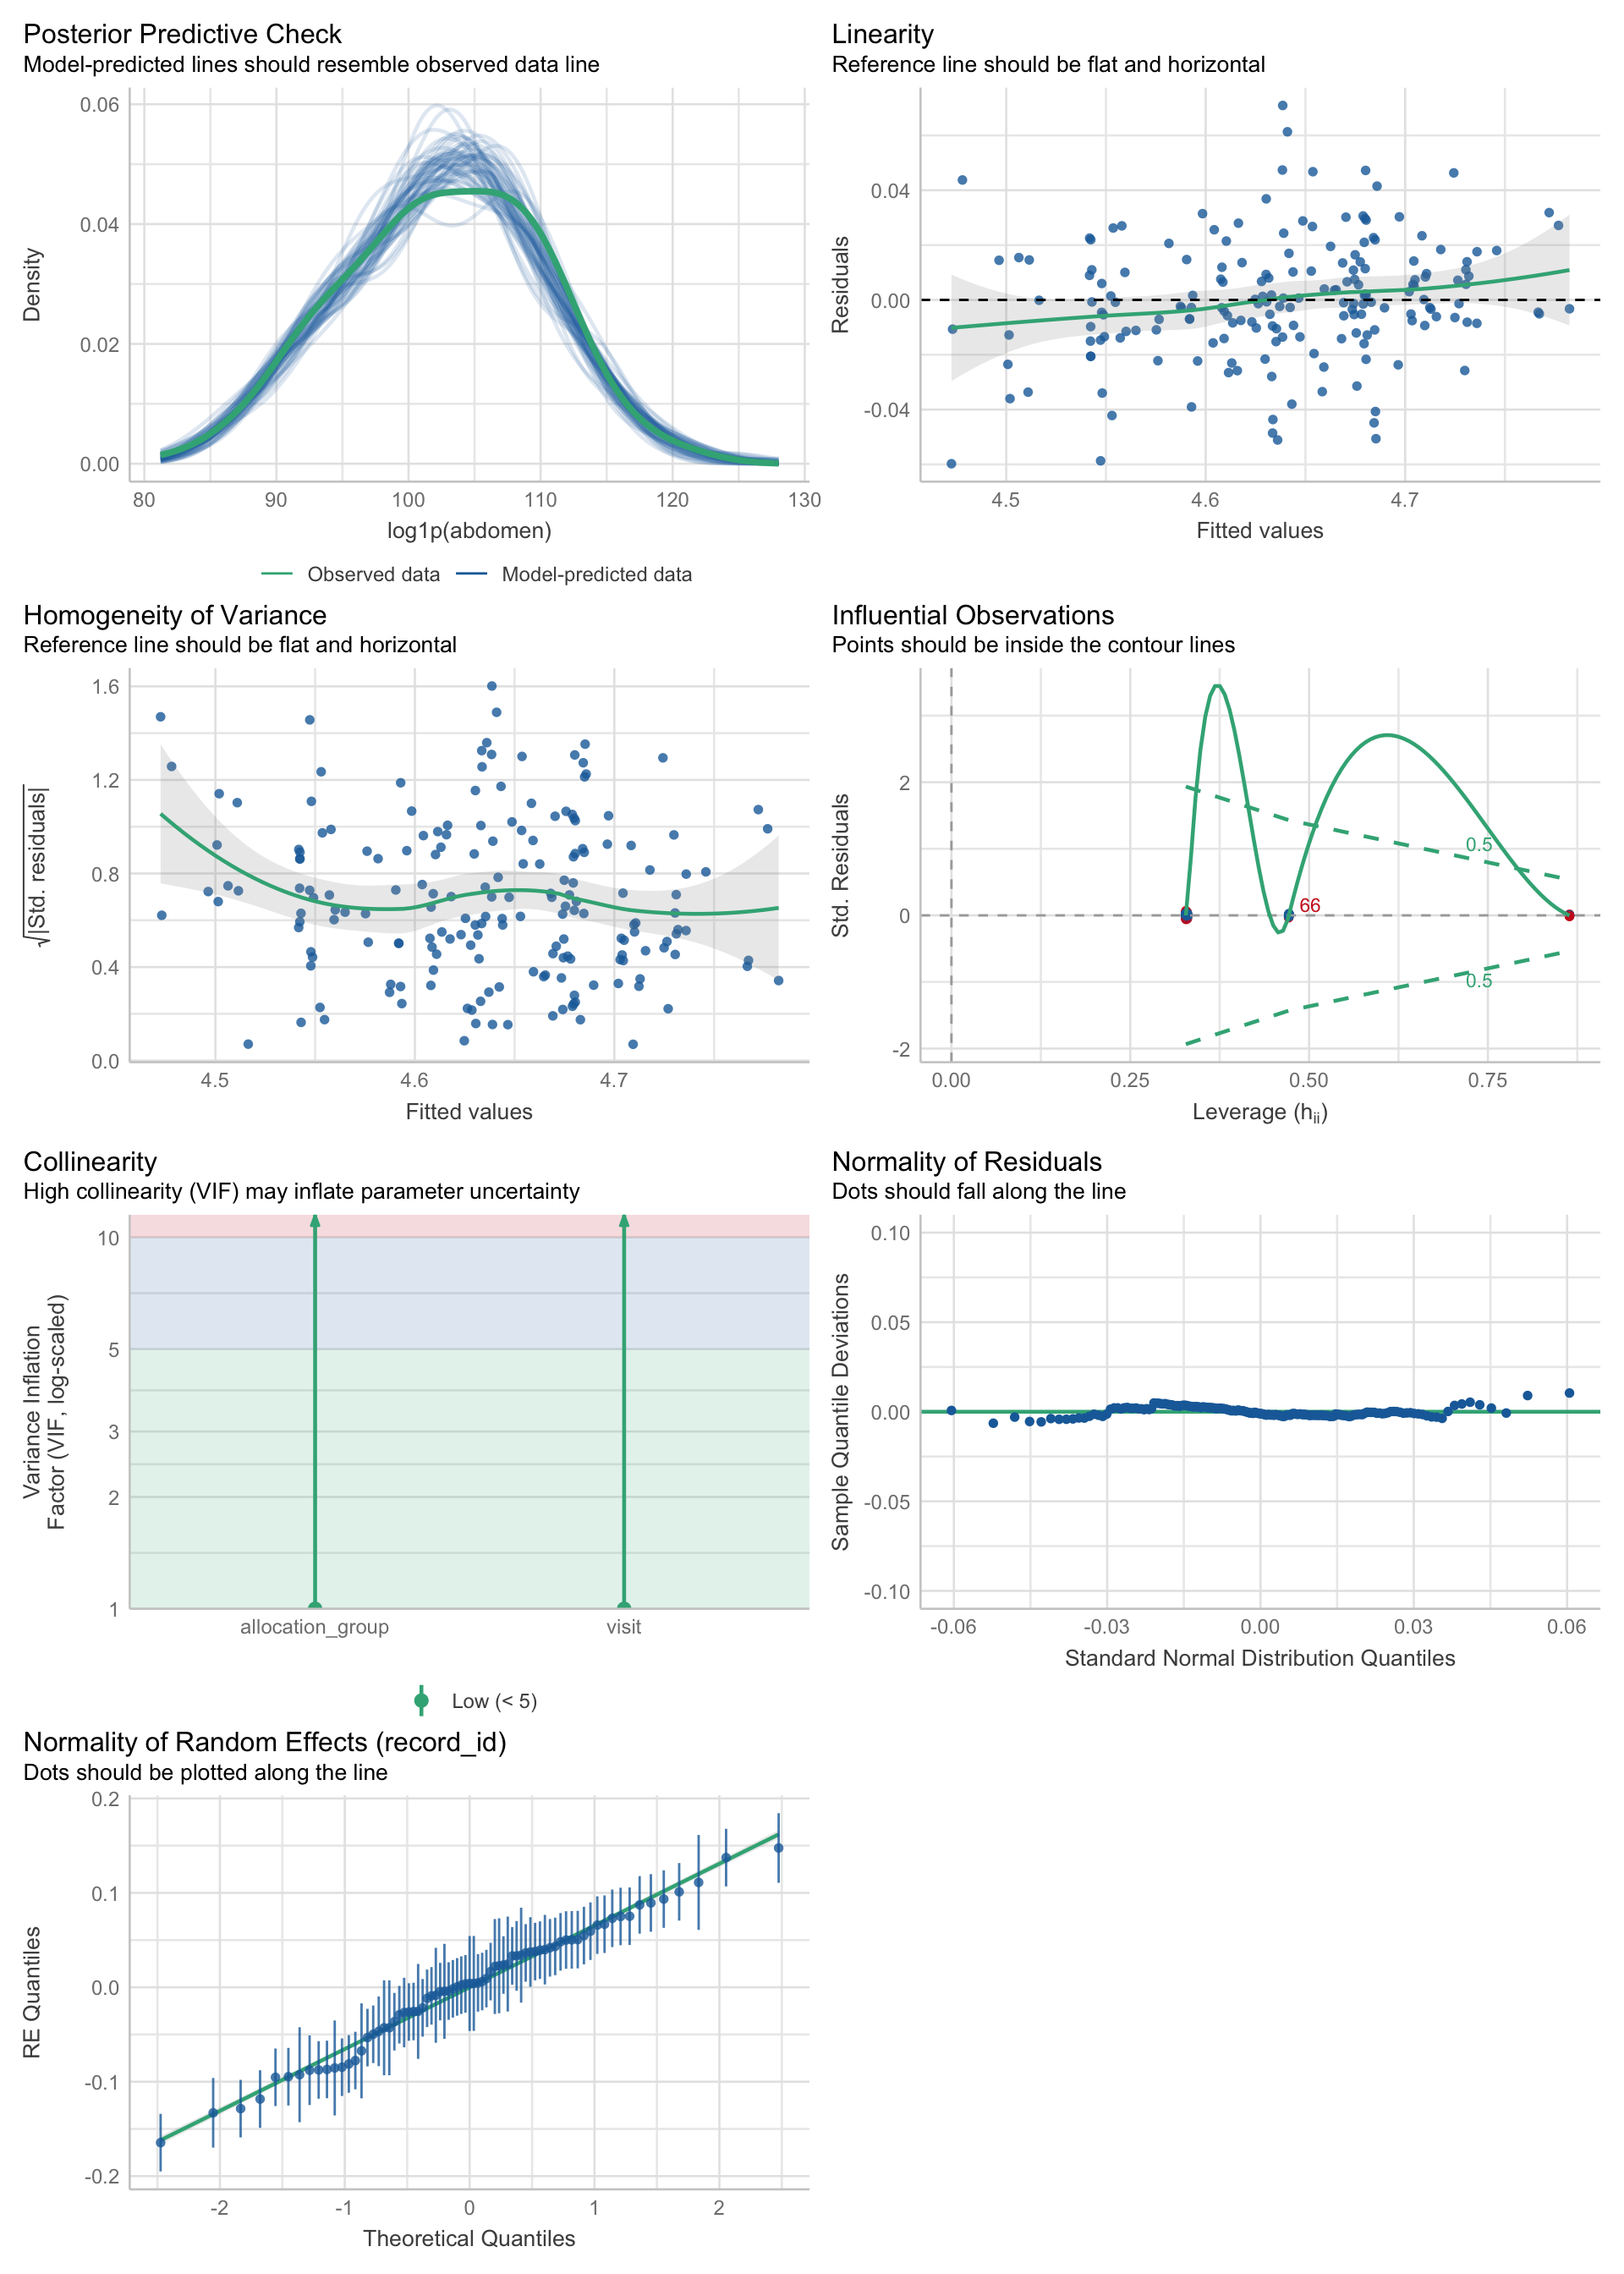 Posterior Predictive Check
Model-predicted lines should resemble observed data line
Density
0.06
0.04
0.02
0.00
80
90
100
110
120
130
log1p(abdomen)
Observed data
Model-predicted data
Linearity
Reference line should be flat and horizontal
Residuals
0.04
0.00
-0.04
4.5
4.6
4.7
Fitted values
Homogeneity of Variance
Reference line should be flat and horizontal
√|Std. residuals|
1.6
1.2
0.8
0.4
0.0
4.5
4.6
4.7
Fitted values
Influential Observations
Points should be inside the contour lines
Std. Residuals
2
0
-2
0.5
66
0.5
0.00
0.25
0.50
0.75
Leverage (hii)
Collinearity
High collinearity (VIF) may inflate parameter uncertainty
Variance Inflation
Factor (VIF, log-scaled)
10
5
3
2
1
allocation_group
visit
Low (< 5)
Normality of Residuals
Dots should fall along the line
Sample Quantile Deviations
0.10
0.05
0.00
-0.05
-0.10
-0.06
-0.03
0.00
0.03
0.06
Standard Normal Distribution Quantiles
Normality of Random Effects (record_id)
Dots should be plotted along the line
RE Quantiles
0.2
0.1
0.0
-0.1
-0.2
-2
-1
0
1
2
Theoretical Quantiles